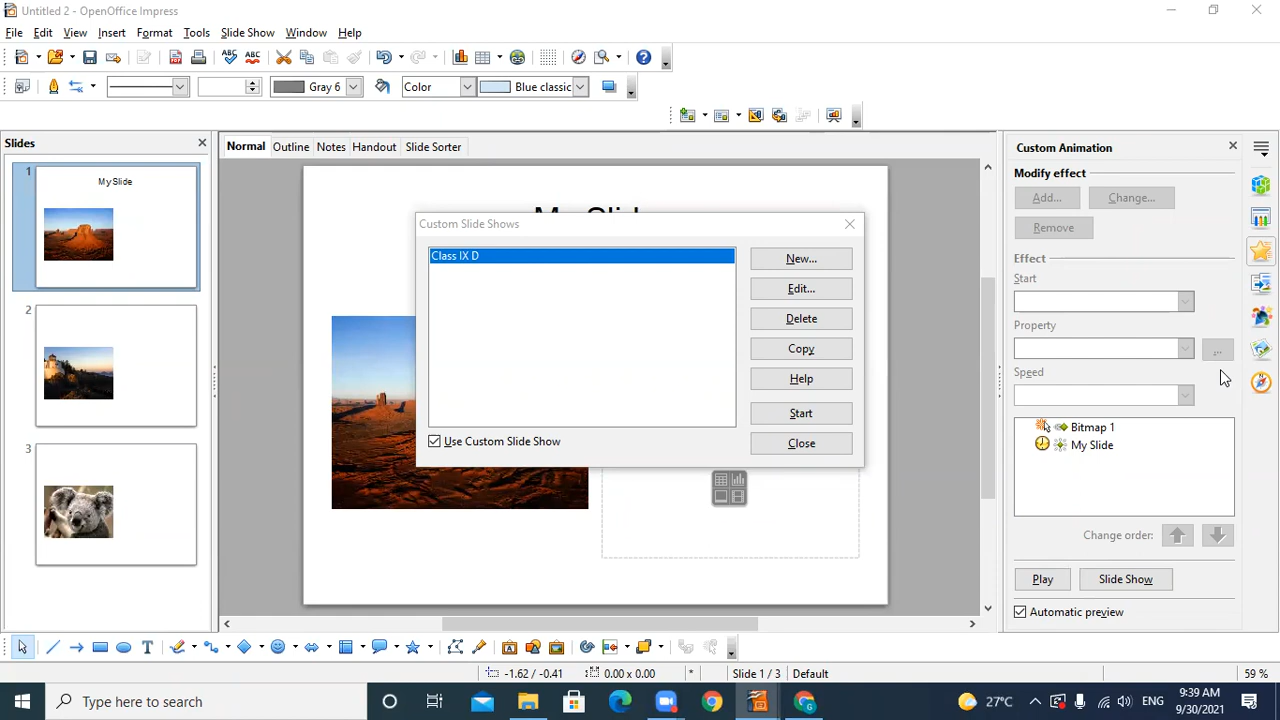 Untitled 2 - OpenOffice Impress
File Edit View Insert Format Tools Slide Show Window Help
Gray 6 Color Blue classic
Slides
Normal Outline Notes Handout Slide Sorter
1
My Slide
2
3
Custom Slide Shows
Class IX D
New...
Edit...
Delete
Copy
Help
Start
Close
Use Custom Slide Show
Custom Animation
Modify effect
Add... Change...
Remove
Effect
Start
Property
...
Speed
Bitmap 1
My Slide
Change order:
Play Slide Show
Automatic preview
-1.62 / -0.41 0.00 x 0.00 * Slide 1 / 3 Default 59 %
Type here to search
27°C ENG 9:39 AM
9/30/2021